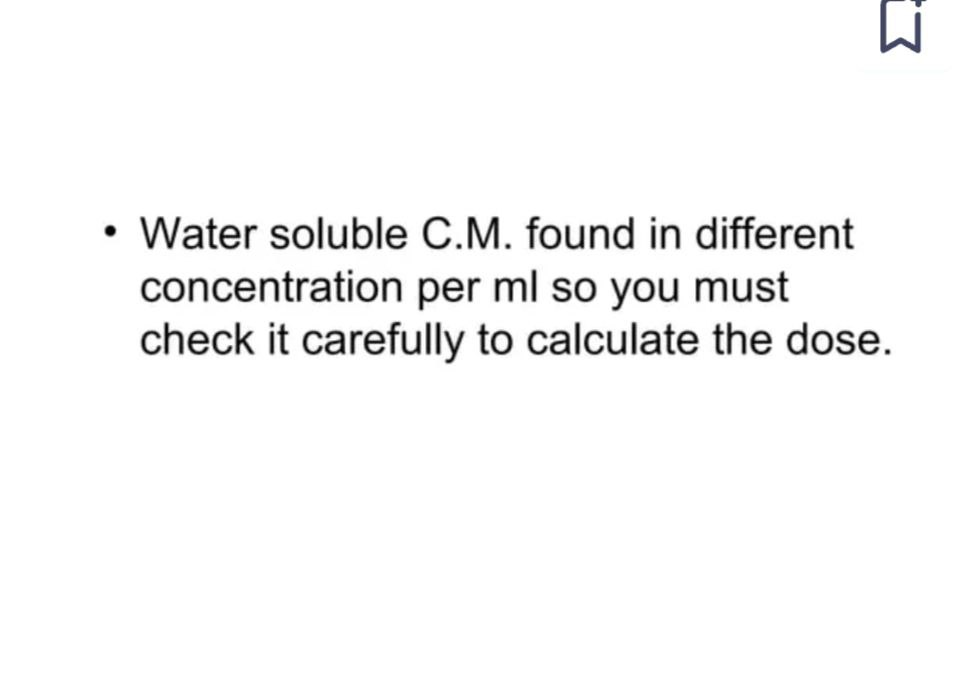 • Water soluble C.M. found in different
concentration per ml so you must
check it carefully to calculate the dose.